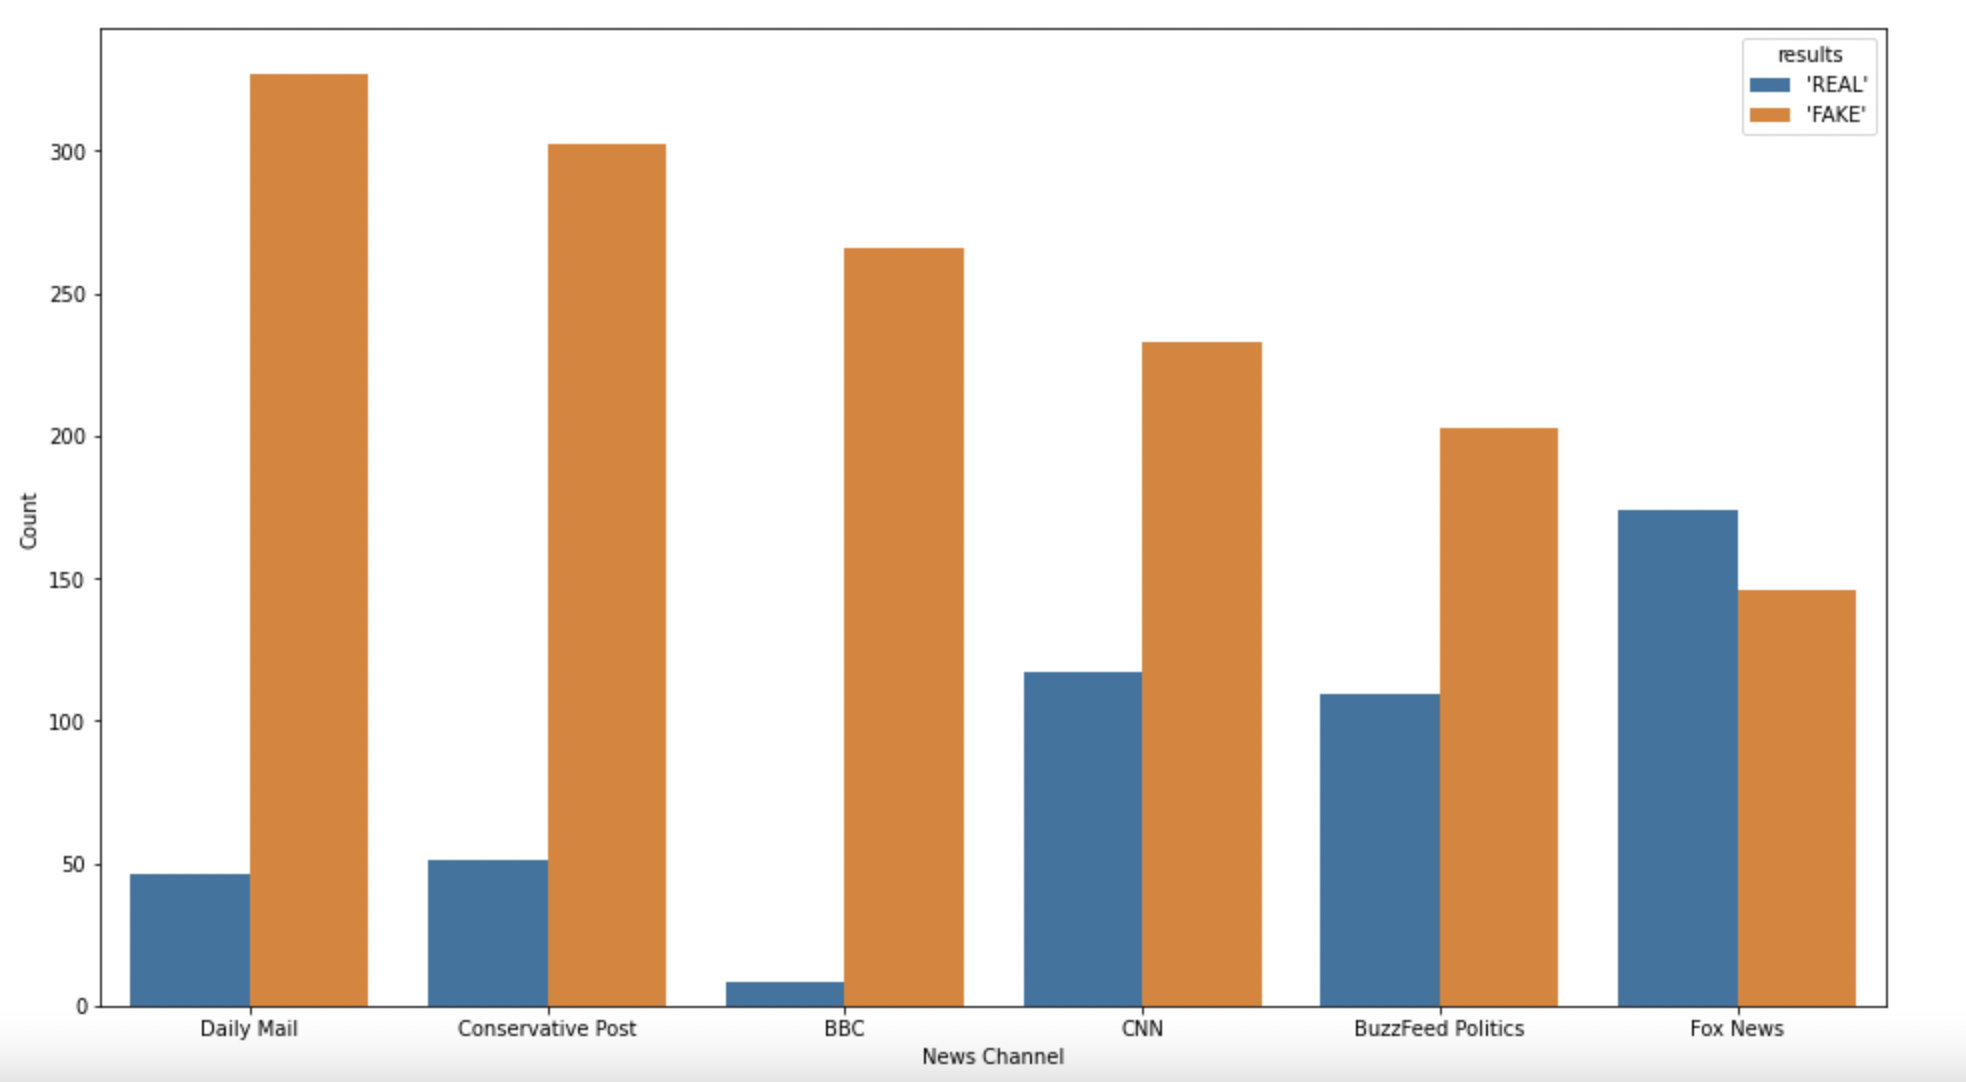 results
'REAL'
'FAKE'
300
250
200
150
100
50
0
Count
Daily Mail Conservative Post BBC CNN BuzzFeed Politics Fox News
News Channel